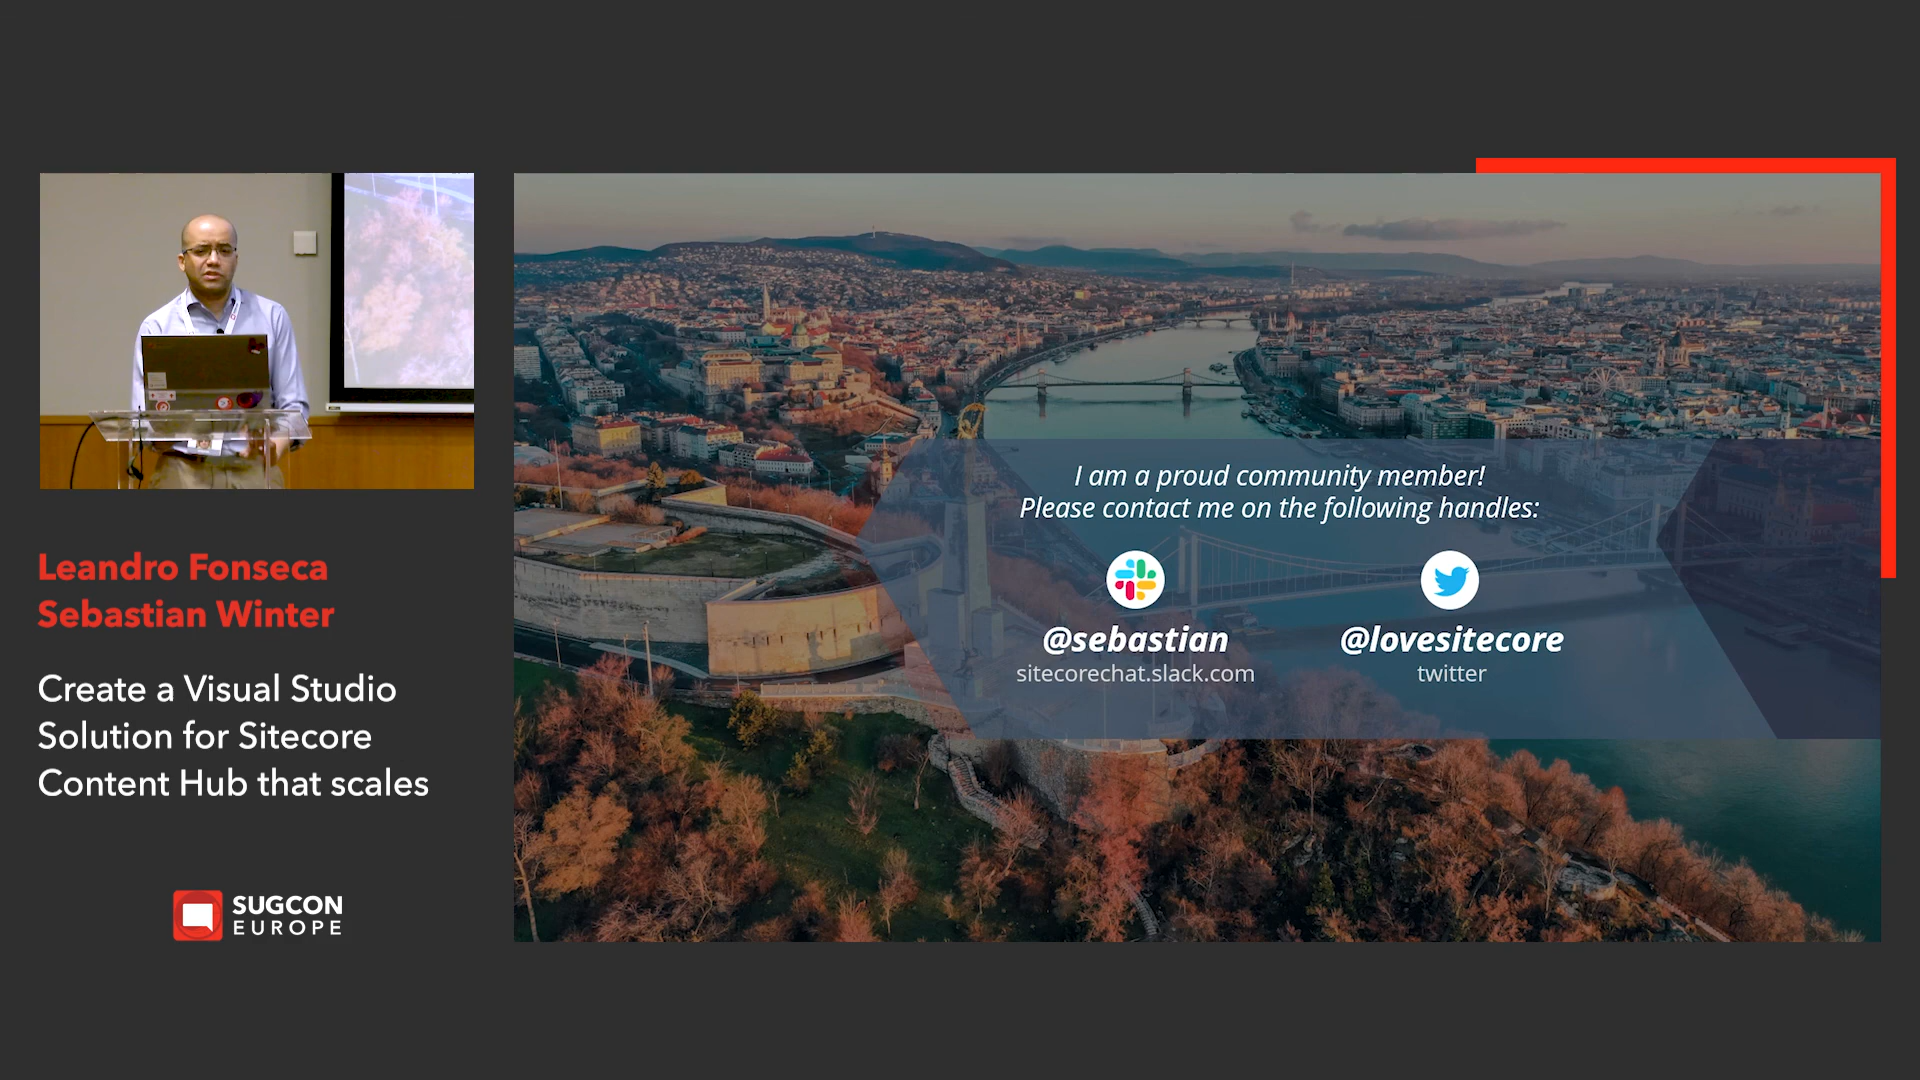 Leandro Fonseca
Sebastian Winter
Create a Visual Studio
Solution for Sitecore
Content Hub that scales
SUGCON
EUROPE
I am a proud community member!
Please contact me on the following handles:
@sebastian
sitecorechat.slack.com
@lovesitecore
twitter